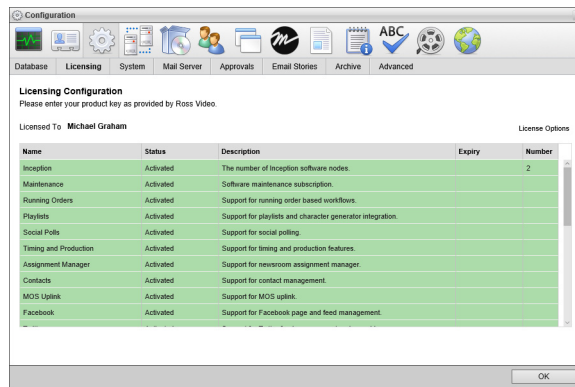 Configuration
ABC
Database Licensing System Mail Server Approvals Email Stories Archive Advanced
Licensing Configuration
Please enter your product key as provided by Ross Video.
Licensed To Michael Graham
License Options
Name Status Description Expiry Number
Inception Activated The number of Inception software nodes. 2
Maintenance Activated Software maintenance subscription.
Running Orders Activated Support for running order based workflows.
Playlists Activated Support for playlists and character generator integration.
Social Polls Activated Support for social polling.
Timing and Production Activated Support for timing and production features.
Assignment Manager Activated Support for newsroom assignment manager.
Contacts Activated Support for contact management.
MOS Uplink Activated Support for MOS uplink.
Facebook Activated Support for Facebook page and feed management.
OK